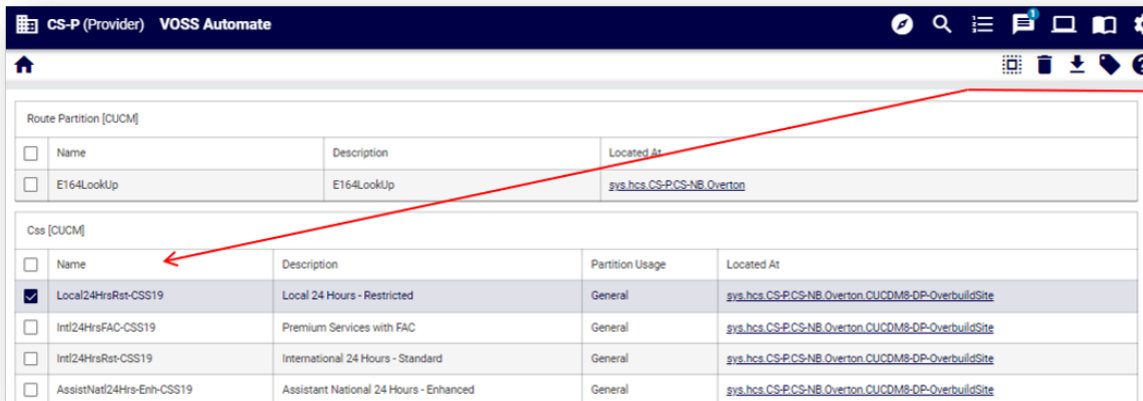 CS-P (Provider) VOSS Automate
1
Route Partition [CUCM]
Name Description Located At
E164LookUp E164LookUp sys.hcs.CS-P.CS-NB.Overton
Css [CUCM]
Name Description Partition Usage Located At
Local24HrsRst-CSS19 Local 24 Hours - Restricted General sys.hcs.CS-P.CS-NB.Overton.CUCDM8-DP-OverbuildSite
Intl24HrsFAC-CSS19 Premium Services with FAC General sys.hcs.CS-P.CS-NB.Overton.CUCDM8-DP-OverbuildSite
Intl24HrsRst-CSS19 International 24 Hours - Standard General sys.hcs.CS-P.CS-NB.Overton.CUCDM8-DP-OverbuildSite
AssistNatl24Hrs-Enh-CSS19 Assistant National 24 Hours - Enhanced General sys.hcs.CS-P.CS-NB.Overton.CUCDM8-DP-OverbuildSite